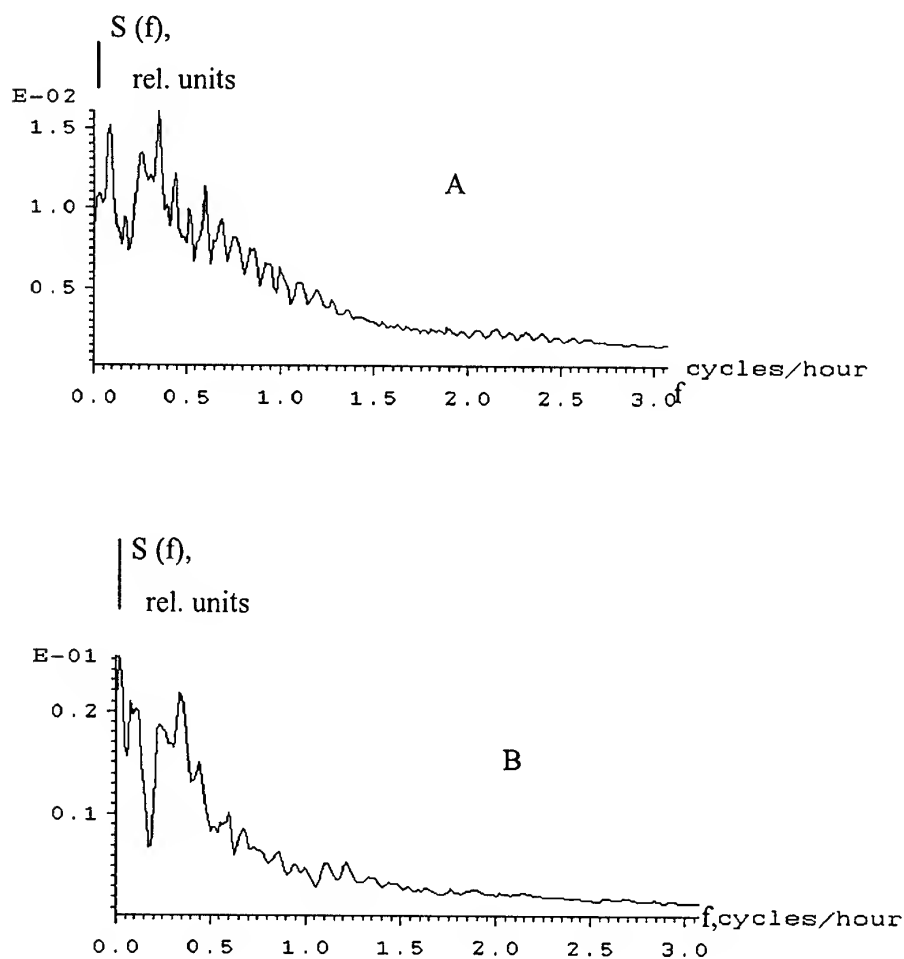 S (f),
rel. units
E-02
1.5
A
1.0
0.5
cycles/hour
0.0 0.5 1.0 1.5 2.0 2.5 3.0 f
S (f),
rel. units
E-01
0.2
B
0.1
f, cycles/hour
0.0 0.5 1.0 1.5 2.0 2.5 3.0